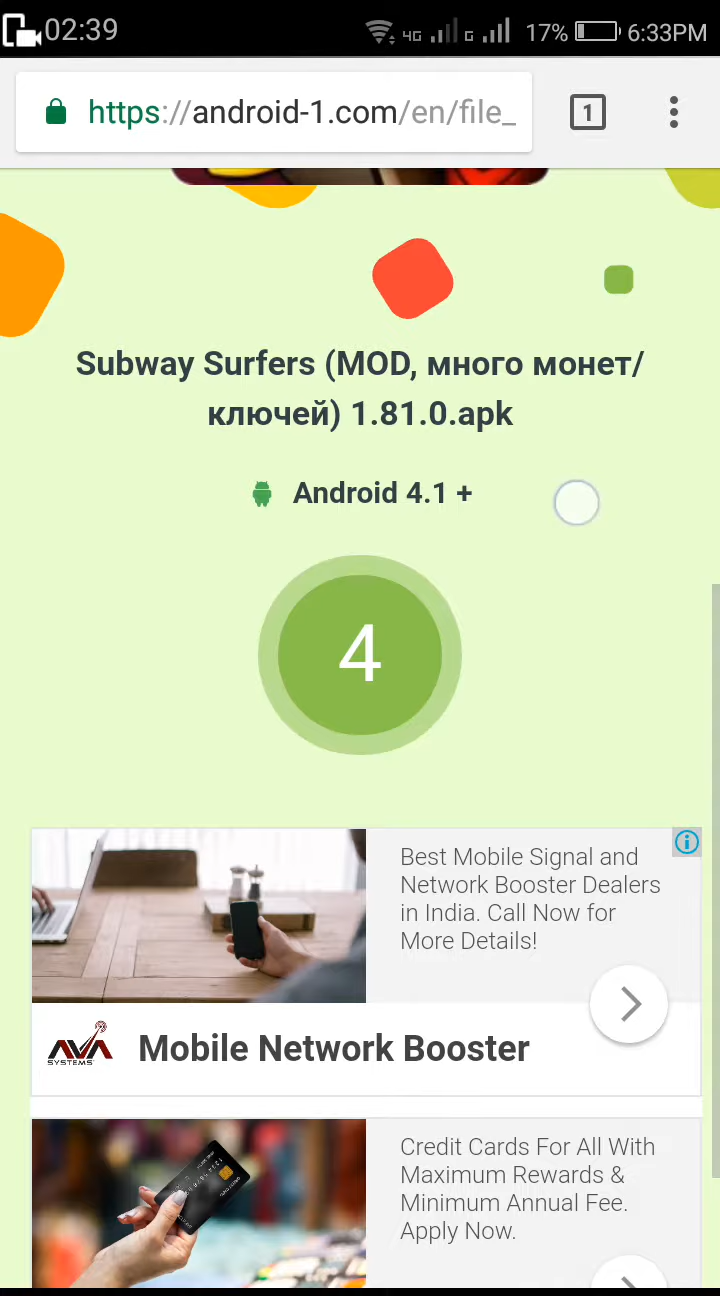 02:39 4G G 17% 6:33PM
https://android-1.com/en/file_ 1
Subway Surfers (MOD, много монет/
ключей) 1.81.0.apk
Android 4.1 +
4
Best Mobile Signal and
Network Booster Dealers
in India. Call Now for
More Details!
AVA
SYSTEMS
Mobile Network Booster
Credit Cards For All With
Maximum Rewards &
Minimum Annual Fee.
Apply Now.